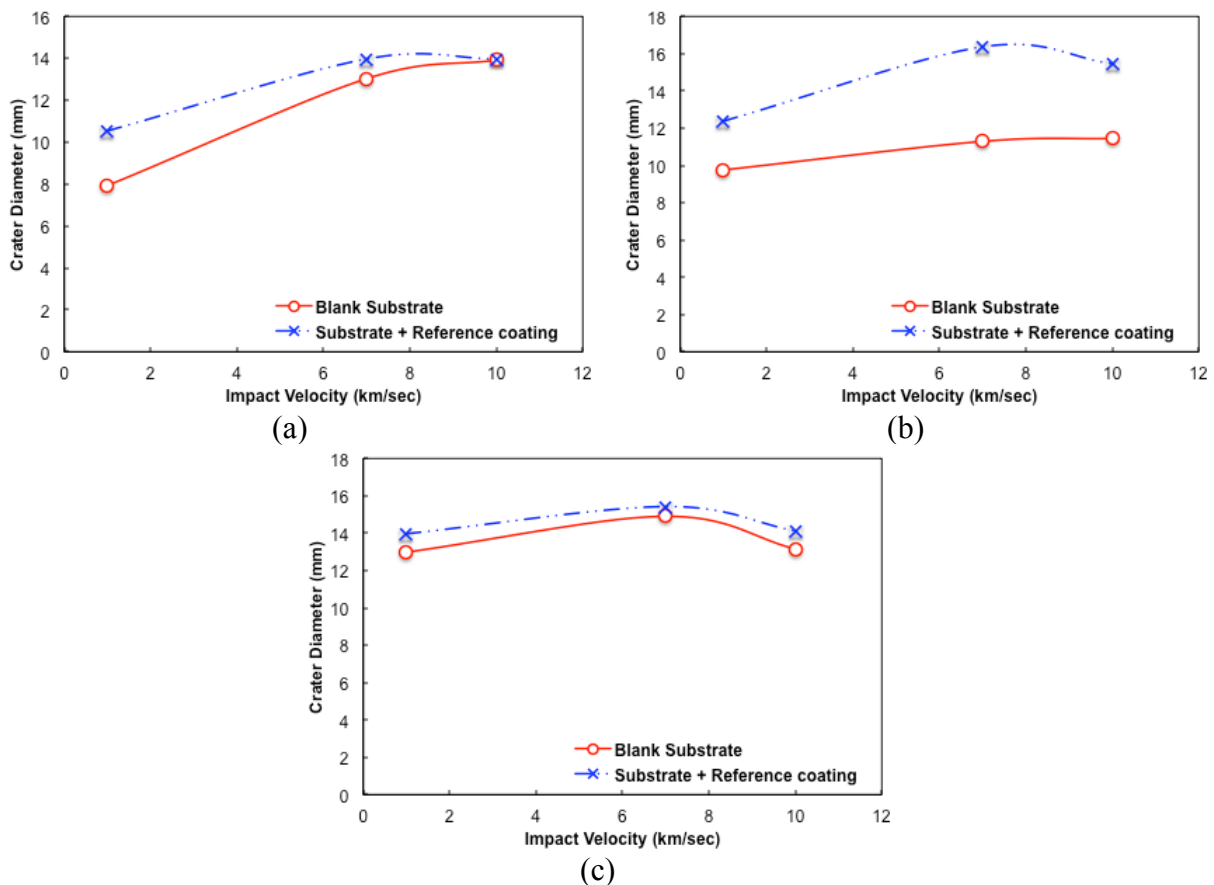 Crater Diameter (mm)
16
14
12
10
8
6
4
2
0
Blank Substrate
Substrate + Reference coating
0 2 4 6 8 10 12
Impact Velocity (km/sec)
(a)
Crater Diameter (mm)
18
16
14
12
10
8
6
4
2
0
Blank Substrate
Substrate + Reference coating
0 2 4 6 8 10 12
Impact Velocity (km/sec)
(b)
Crater Diameter (mm)
18
16
14
12
10
8
6
4
2
0
Blank Substrate
Substrate + Reference coating
0 2 4 6 8 10 12
Impact Velocity (km/sec)
(c)